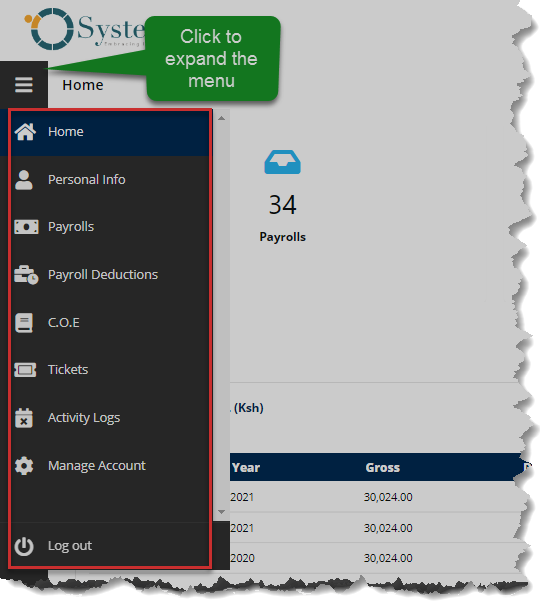 Syste
Embracing
Click to
expand the
menu
Home
Home
Personal Info
Payrolls
Payroll Deductions
C.O.E
Tickets
Activity Logs
Manage Account
Log out
34
Payrolls
(Ksh)
Year Gross
2021 30,024.00
2021 30,024.00
2020 30,024.00